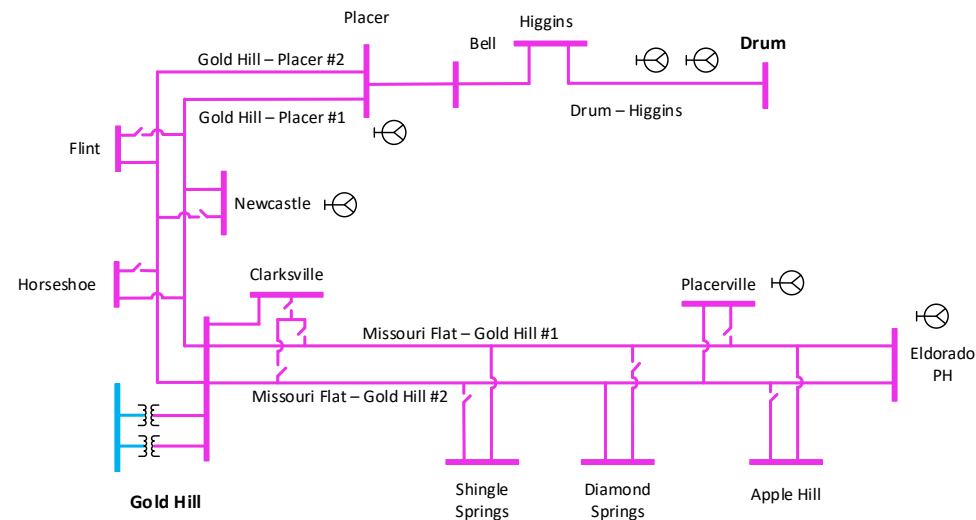 Placer
Higgins
Drum
Bell
Gold Hill – Placer #2
Gold Hill – Placer #1
Drum – Higgins
Flint
Newcastle
Horseshoe
Clarksville
Placerville
Missouri Flat – Gold Hill #1
Eldorado
PH
Missouri Flat – Gold Hill #2
Gold Hill
Shingle
Springs
Diamond
Springs
Apple Hill